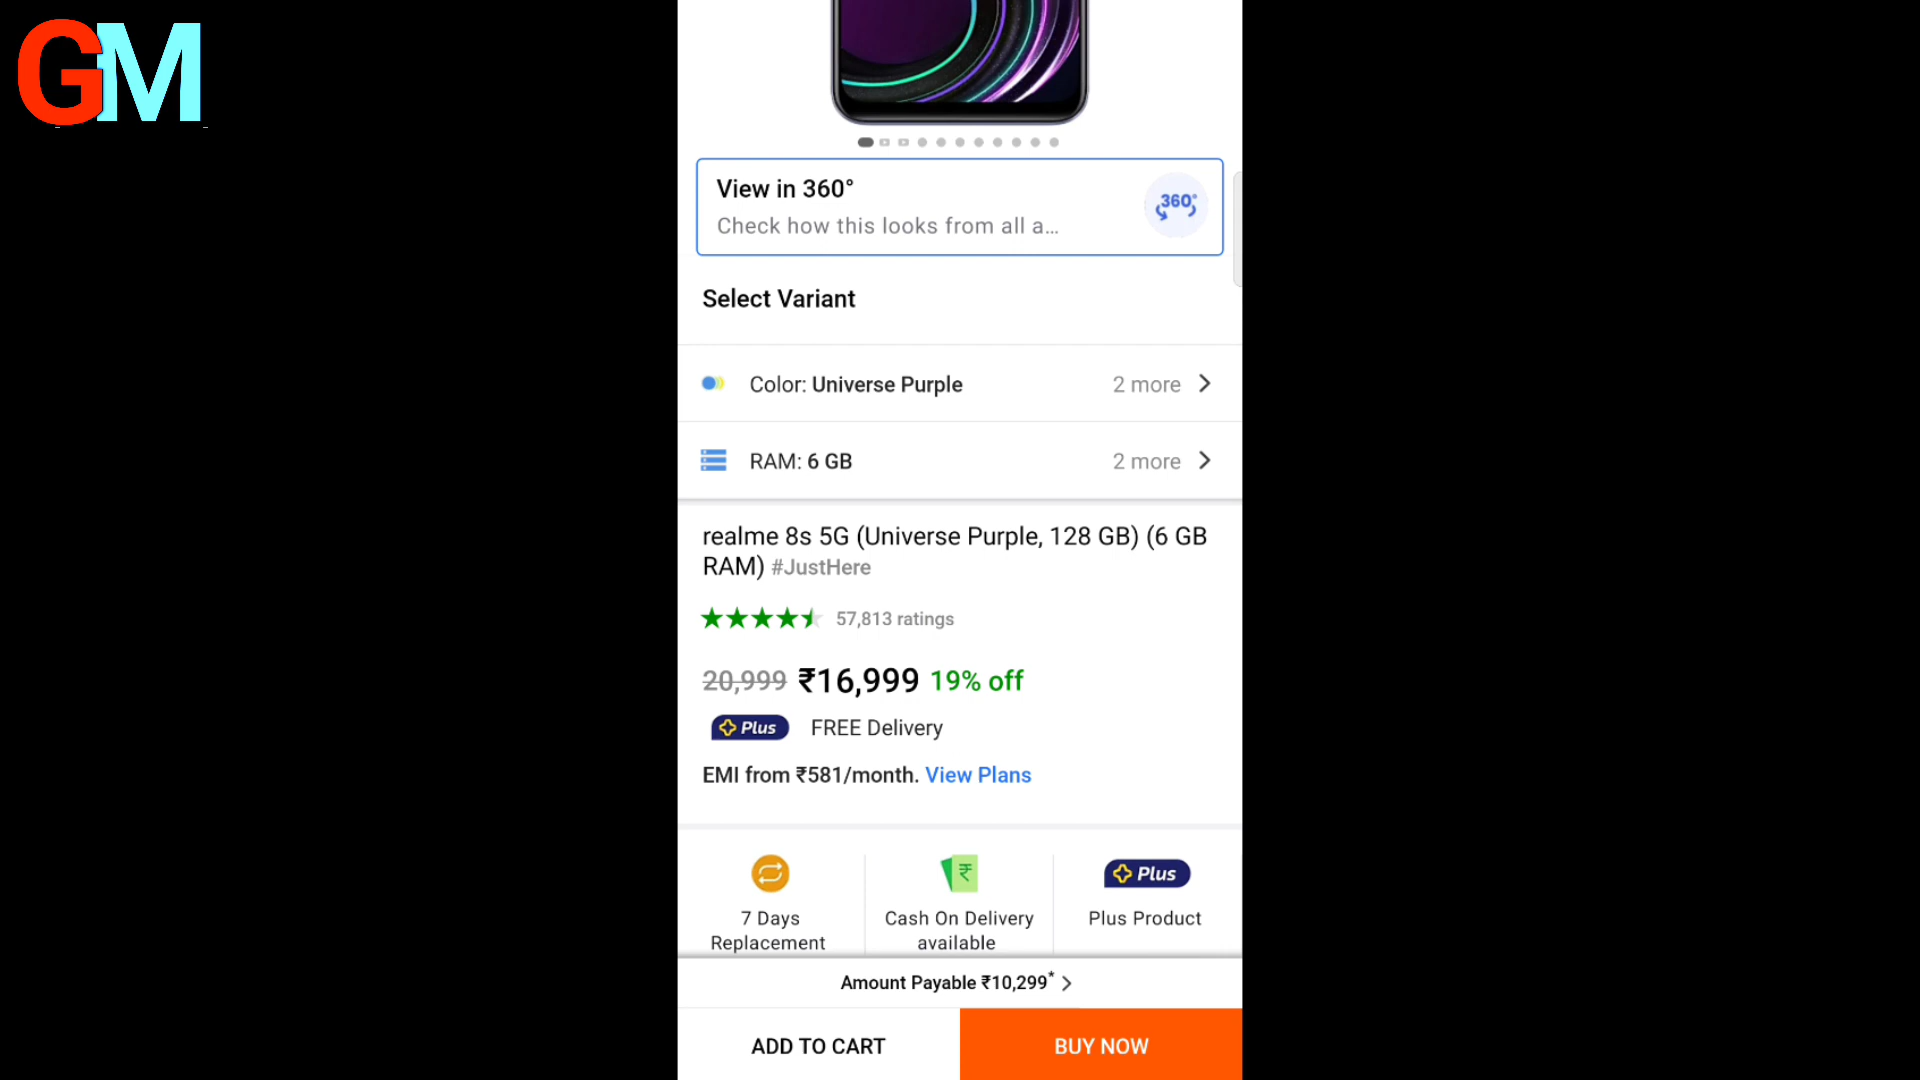 GM
View in 360°
360°
Check how this looks from all a...
Select Variant
Color: Universe Purple
2 more
RAM: 6 GB
2 more
realme 8s 5G (Universe Purple, 128 GB) (6 GB
RAM) #JustHere
57,813 ratings
20,999 ₹16,999 19% off
Plus FREE Delivery
EMI from ₹581/month. View Plans
₹
Plus
7 Days
Replacement
Cash On Delivery
available
Plus Product
Amount Payable ₹10,299*
ADD TO CART
BUY NOW